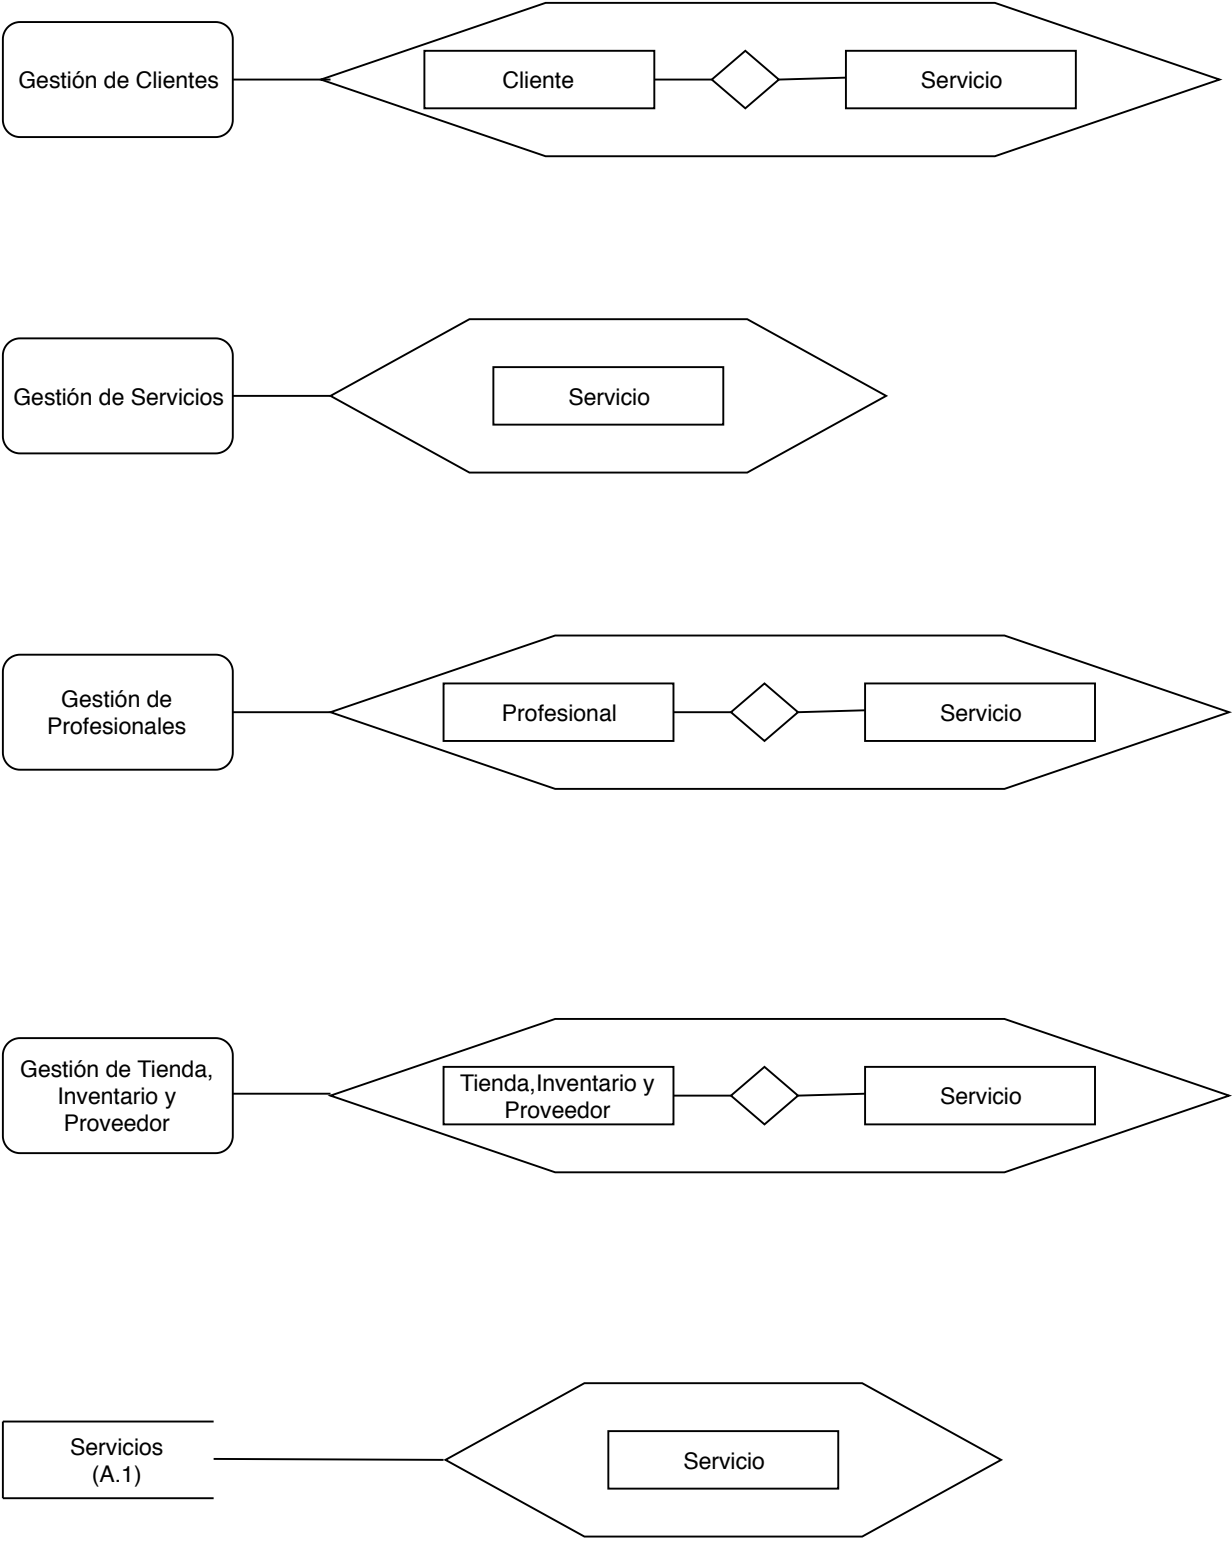 Gestión de Clientes
Cliente
Servicio
Gestión de Servicios
Servicio
Gestión de
Profesionales
Profesional
Servicio
Gestión de Tienda,
Inventario y
Proveedor
Tienda,Inventario y
Proveedor
Servicio
Servicios
(A.1)
Servicio